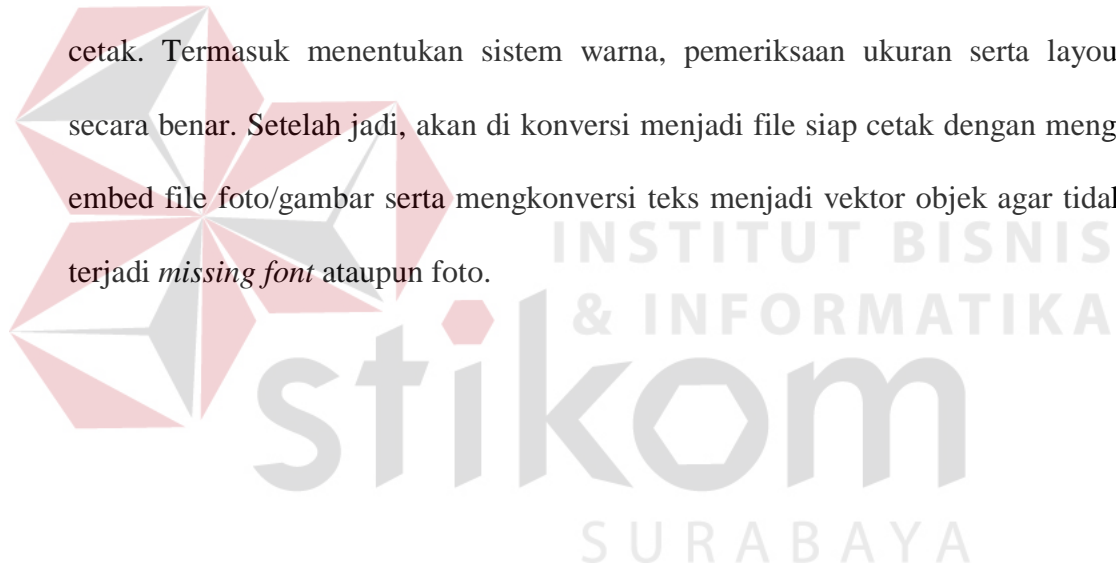 cetak. Termasuk menentukan sistem warna, pemeriksaan ukuran serta layou
secara benar. Setelah jadi, akan di konversi menjadi file siap cetak dengan meng
embed file foto/gambar serta mengkonversi teks menjadi vektor objek agar tidak
terjadi missing font ataupun foto.
INSTITUT BISNIS
& INFORMATIKA
stikom
SURABAYA